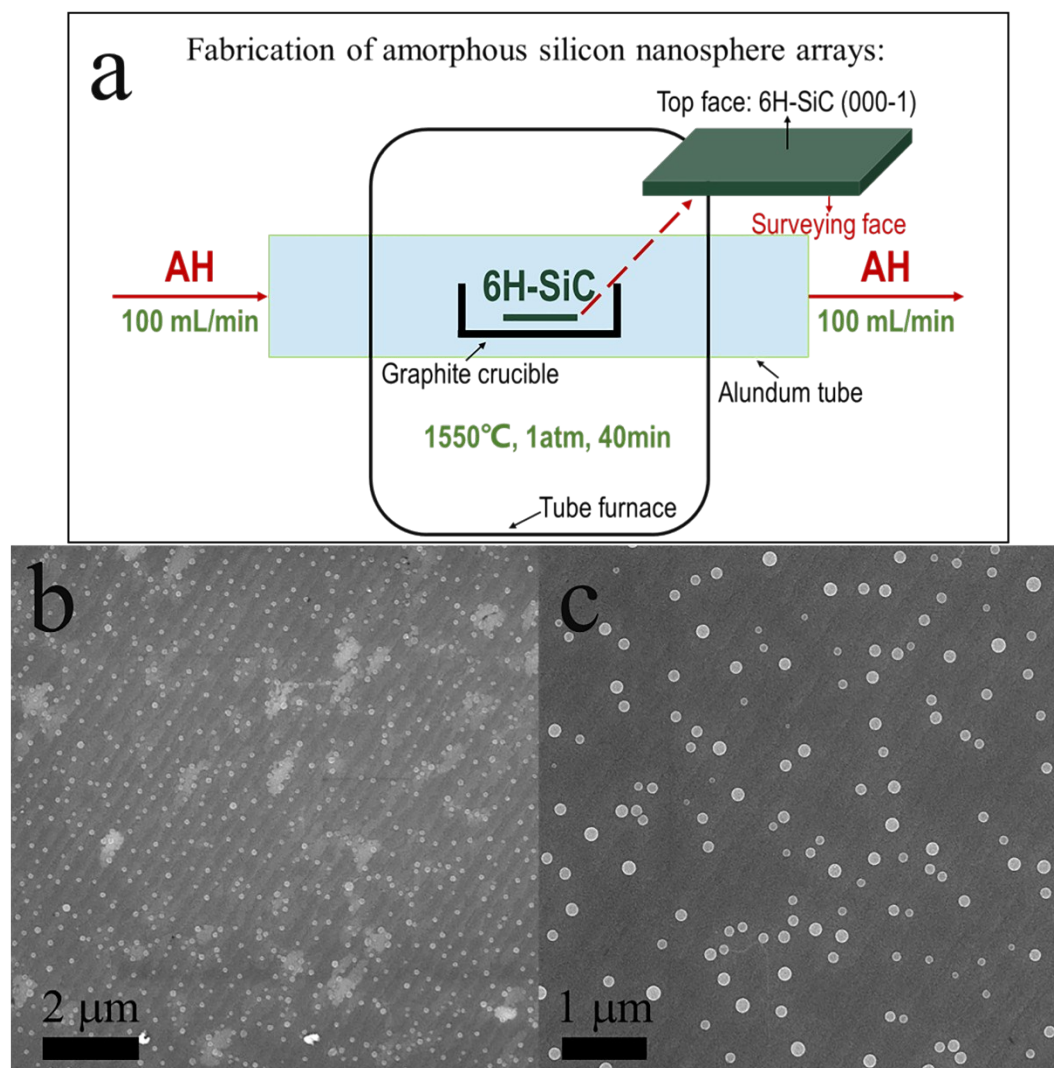 a
Fabrication of amorphous silicon nanosphere arrays:
Top face: 6H-SiC (000-1)
Surveying face
AH
100 mL/min
6H-SiC
AH
100 mL/min
Graphite crucible
Alundum tube
1550℃, 1atm, 40min
Tube furnace
b
2 μm
c
1 μm